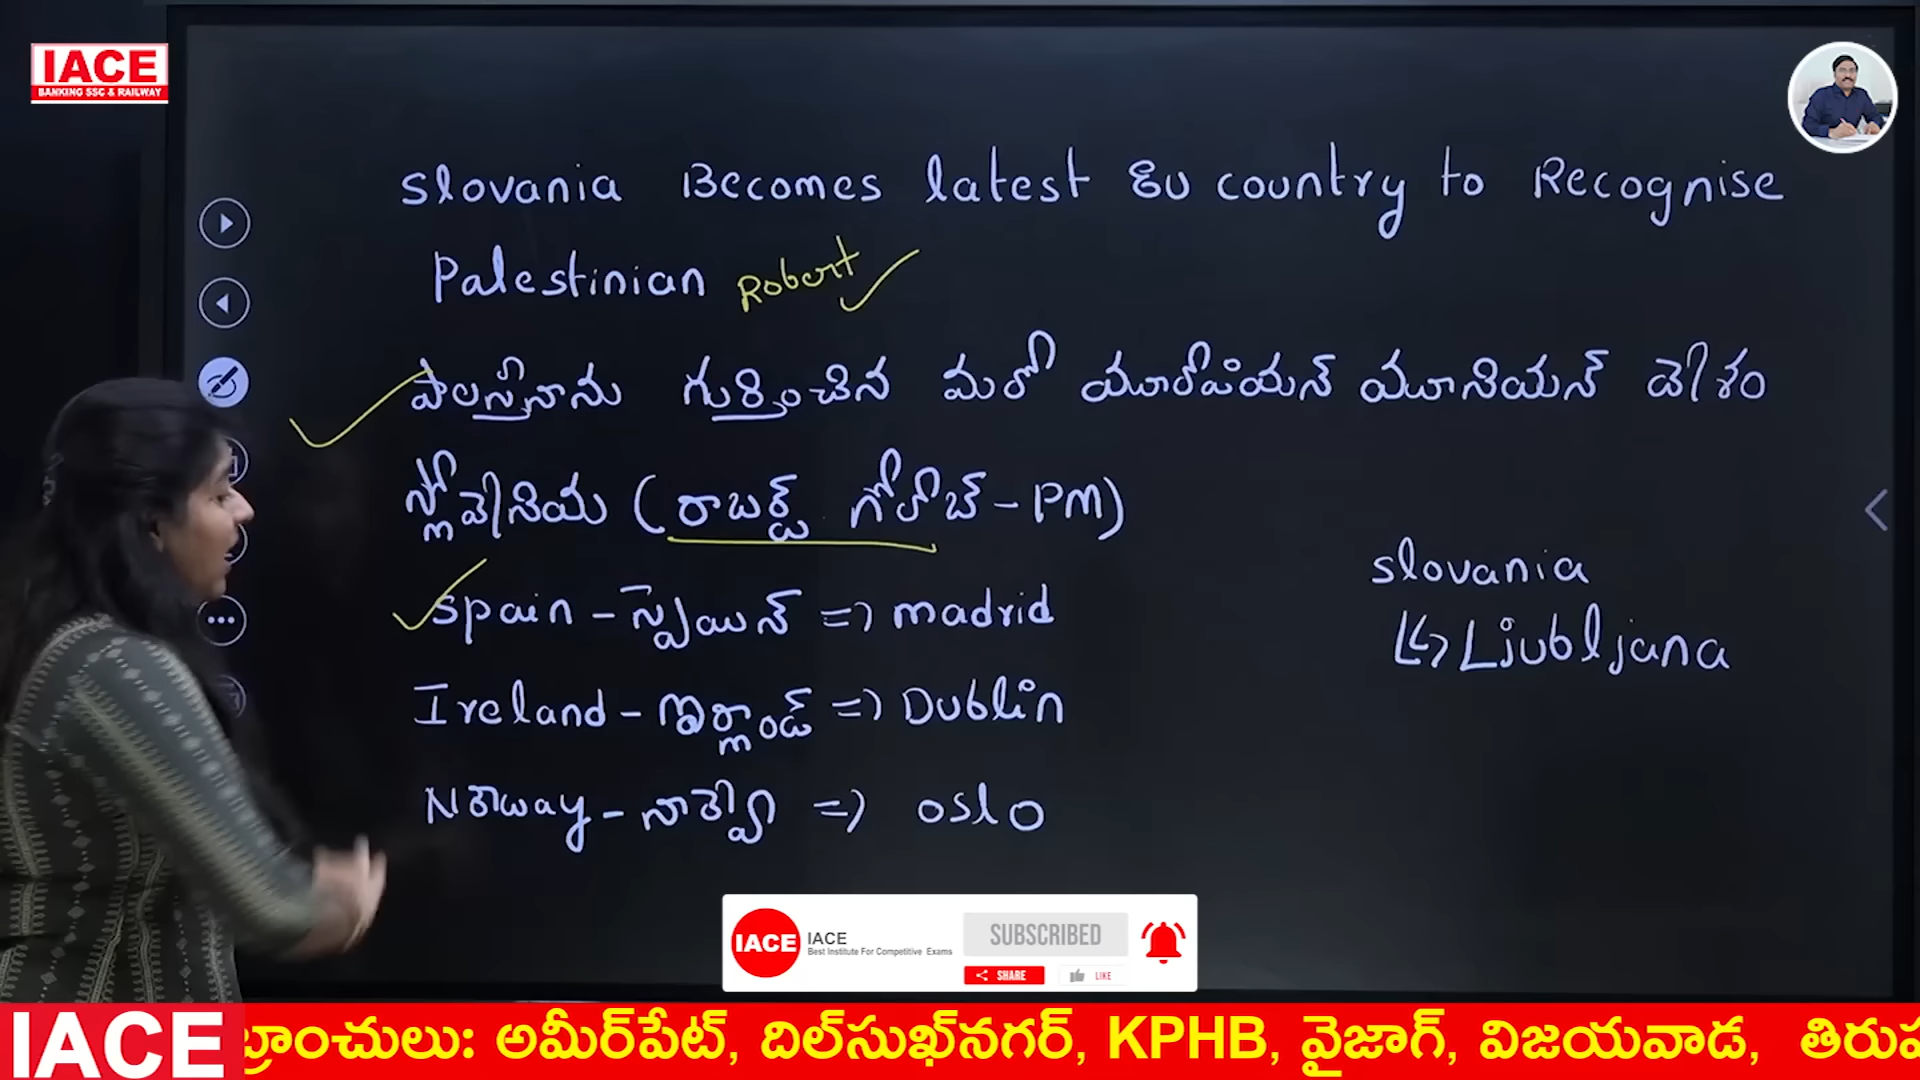 IACE
BANKING SSC & RAILWAY
Slovania Becomes latest EU country to Recognise
Palestinian Robert
పాలస్తీనాను గుర్తించిన మరో యూరోపియన్ యూనియన్ దేశం
స్లోవేనియా (రాబర్ట్ గోలోబ్ - PM)
Spain - స్పెయిన్ => madrid
Ireland - ఐర్లాండ్ => Dublin
Norway - నార్వే => oslo
slovania
↳ Ljubljana
IACE
IACE
Best Institute For Competitive Exams
SUBSCRIBED
SHARE
LIKE
IACE
బ్రాంచులు: అమీర్‌పేట్, దిల్‌సుఖ్‌నగర్, KPHB, వైజాగ్, విజయవాడ, తిరుప